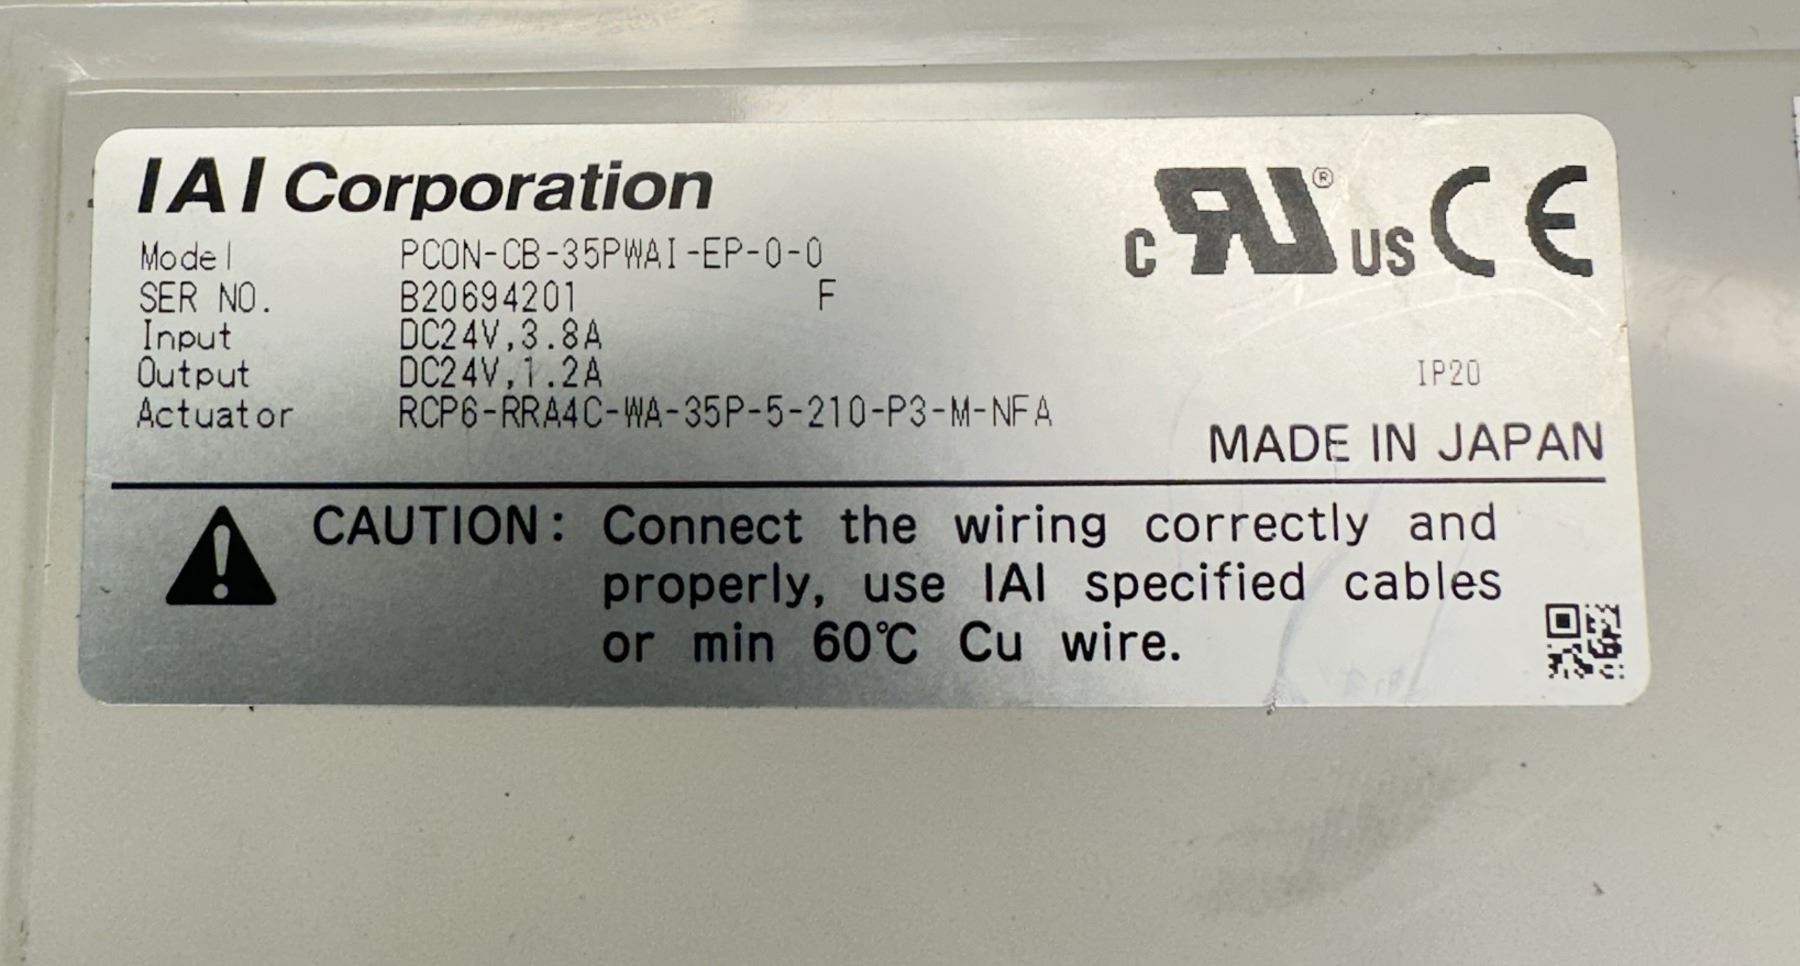 IAI Corporation
Model PCON-CB-35PWAI-EP-0-0
SER NO. B20694201 F
Input DC24V,3.8A
Output DC24V,1.2A
Actuator RCP6-RRA4C-WA-35P-5-210-P3-M-NFA
c RU ® US CE
IP20
MADE IN JAPAN
CAUTION: Connect the wiring correctly and
properly, use IAI specified cables
or min 60℃ Cu wire.